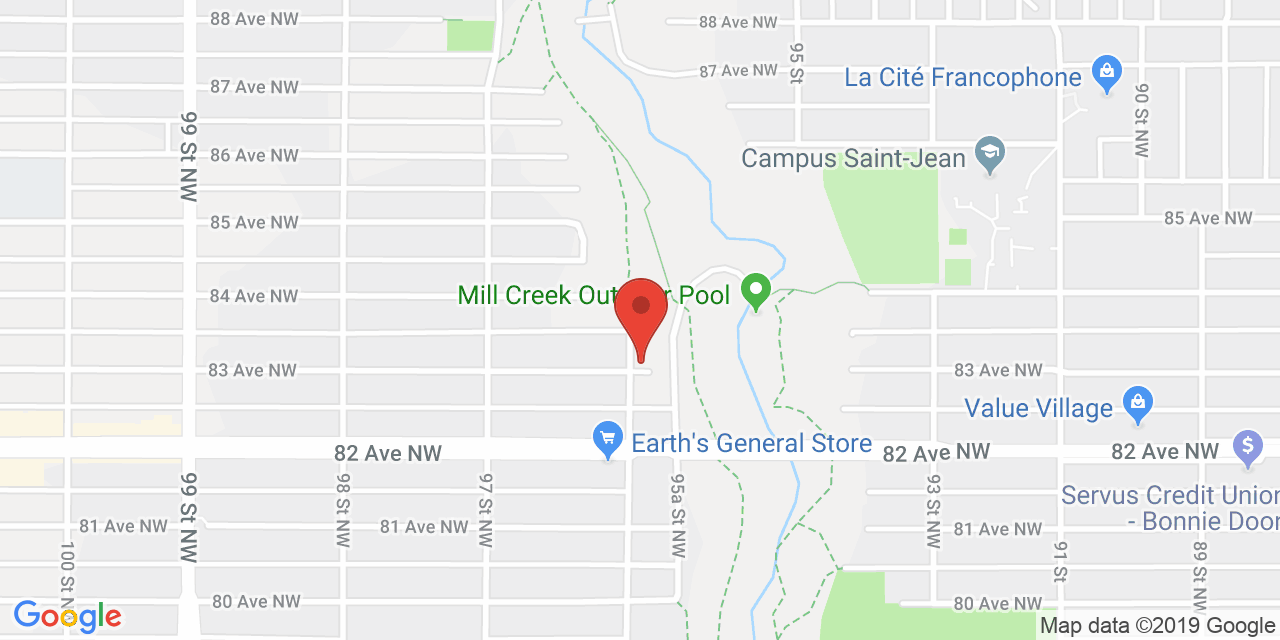 88 Ave NW
88 Ave NW
95 St
87 Ave NW
La Cité Francophone
87 Ave NW
90 St NW
99 St NW
86 Ave NW
Campus Saint-Jean
85 Ave NW
85 Ave NW
84 Ave NW
Mill Creek Out r Pool
83 Ave NW
83 Ave NW
Value Village
82 Ave NW
Earth's General Store
82 Ave NW
82 Ave NW
99 St NW
98 St NW
97 St NW
95a St NW
93 St NW
Servus Credit Union
- Bonnie Door
81 Ave NW
81 Ave NW
81 Ave NW
100 St N
91 St
89 St NW
80 Ave NW
80 Ave NW
Google
Map data ©2019 Google